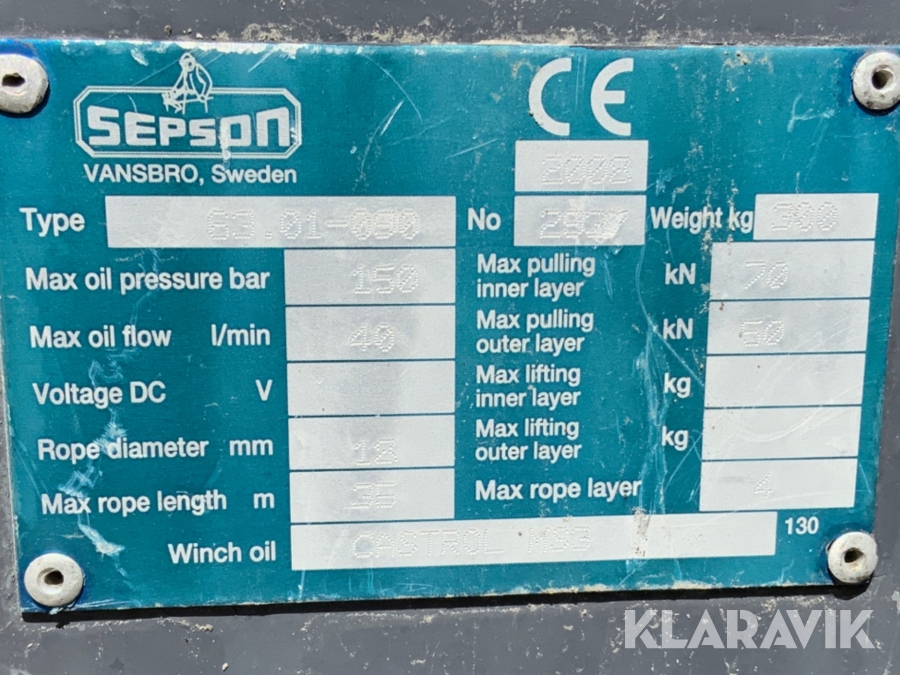 SEPSON
VANSBRO, Sweden
CE
2008
Type 63.01-090 No Weight kg 300
Max oil pressure bar 150 Max pulling inner layer kN 70
Max oil flow l/min 40 Max pulling outer layer kN 50
Voltage DC V Max lifting inner layer kg
Rope diameter mm Max lifting outer layer kg
Max rope length m Max rope layer 4
Winch oil CASTROL 130
KLARAVIK